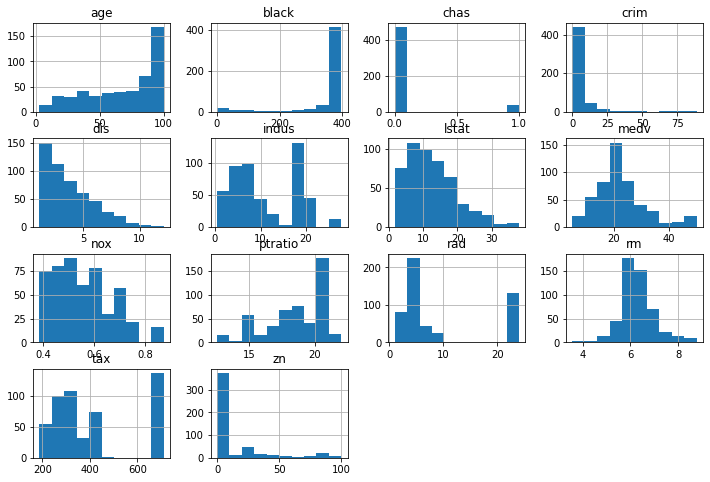 age black chas crim
150 100 50 0
400 200 0
400 200 0
400 200 0
0 50 100
0 200 400
0.0 0.5 1.0
0 25 50 75
dis indus lstat medv
150 100 50 0
100 50 0
100 50 0
150 100 50 0
5 10
0 10 20
0 10 20 30
20 40
nox ptratio rad rm
75 50 25 0
150 100 50 0
200 100 0
150 100 50 0
0.4 0.6 0.8
15 20
0 10 20
4 6 8
tax zn
100 50 0
300 200 100 0
200 400 600
0 50 100